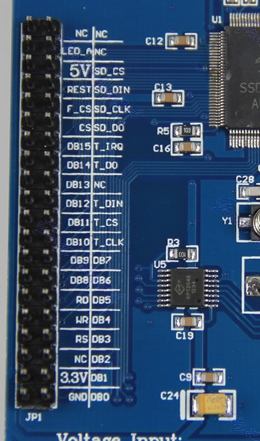 U1
NC NC
LED_A NC
C12
5V SD_CS
REST SD_DIN
C13
F_CS SD_CLK
SSD
CS SD_DO
R5
A
DB15 T_IRQ
C16
DB14 T_DO
DB13 NC
C28
DB12 T_DIN
DB11 T_CS
Y1
DB10 T_CLK
R3
DB9 DB7
U5
DB8 DB6
RD DB5
WR DB4
RS DB3
C19
NC DB2
3.3V DB1
C9
GND DB0
C24
JP1
Voltage Input: